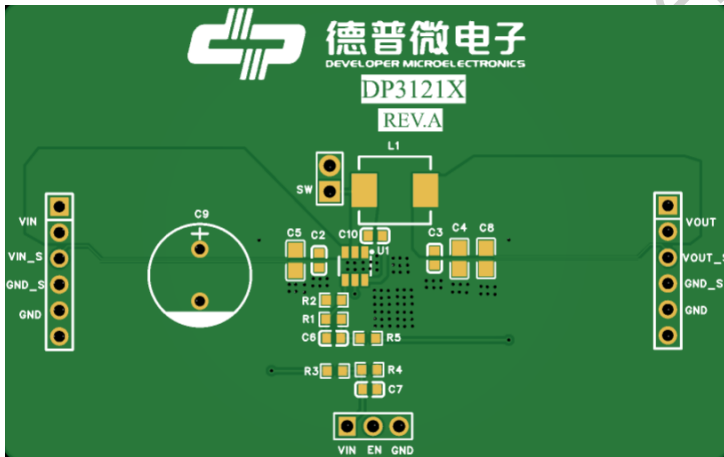 德普微电子
DEVELOPER MICROELECTRONICS
DP3121X
REV.A
L1
SW
C9
VIN
VIN_S
GND_S
GND
C5
C2
C10
U1
C3
C4
C8
VOUT
VOUT_S
GND_S
GND
R2
R1
C6
R5
R3
R4
C7
VIN EN GND